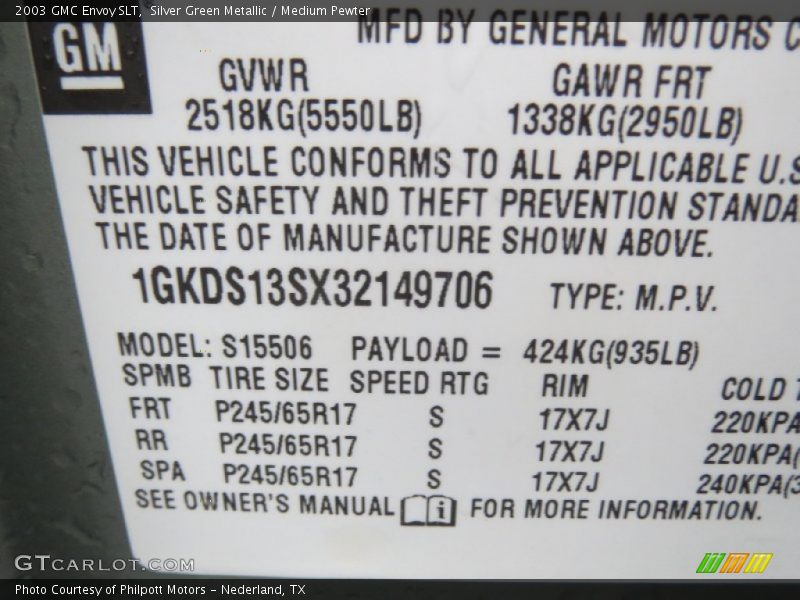 2003 GMC Envoy SLT, Silver Green Metallic / Medium Pewter
GM
MFD BY GENERAL MOTORS C
GVWR GAWR FRT
2518KG(5550LB) 1338KG(2950LB)
THIS VEHICLE CONFORMS TO ALL APPLICABLE U.S
VEHICLE SAFETY AND THEFT PREVENTION STANDA
THE DATE OF MANUFACTURE SHOWN ABOVE.
1GKDS13SX32149706 TYPE: M.P.V.
MODEL: S15506 PAYLOAD = 424KG(935LB)
SPMB TIRE SIZE SPEED RTG RIM COLD
FRT P245/65R17 S 17X7J 220KPA
RR P245/65R17 S 17X7J 220KPA(
SPA P245/65R17 S 17X7J 240KPA(3
SEE OWNER'S MANUAL i FOR MORE INFORMATION.
GTCARLOT.COM
Photo Courtesy of Philpott Motors - Nederland, TX